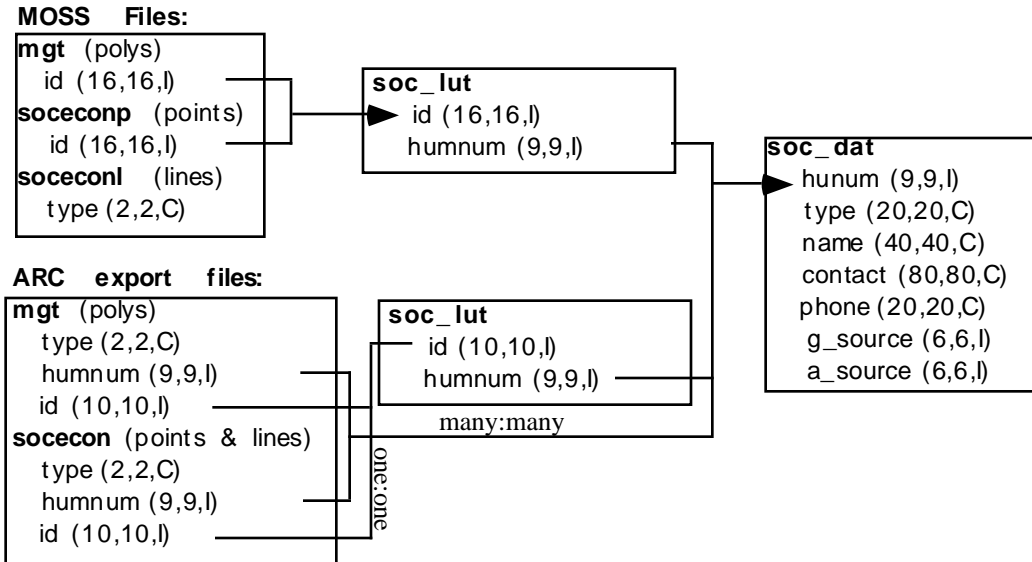 MOSS Files:
mgt (polys)
id (16,16,I)
soceconp (points)
id (16,16,I)
soceconl (lines)
type (2,2,C)
soc_lut
id (16,16,I)
humnum (9,9,I)
soc_dat
hunum (9,9,I)
type (20,20,C)
name (40,40,C)
contact (80,80,C)
phone (20,20,C)
g_source (6,6,I)
a_source (6,6,I)
ARC export files:
mgt (polys)
type (2,2,C)
humnum (9,9,I)
id (10,10,I)
socecon (points & lines)
type (2,2,C)
humnum (9,9,I)
id (10,10,I)
soc_lut
id (10,10,I)
humnum (9,9,I)
many:many
one:one